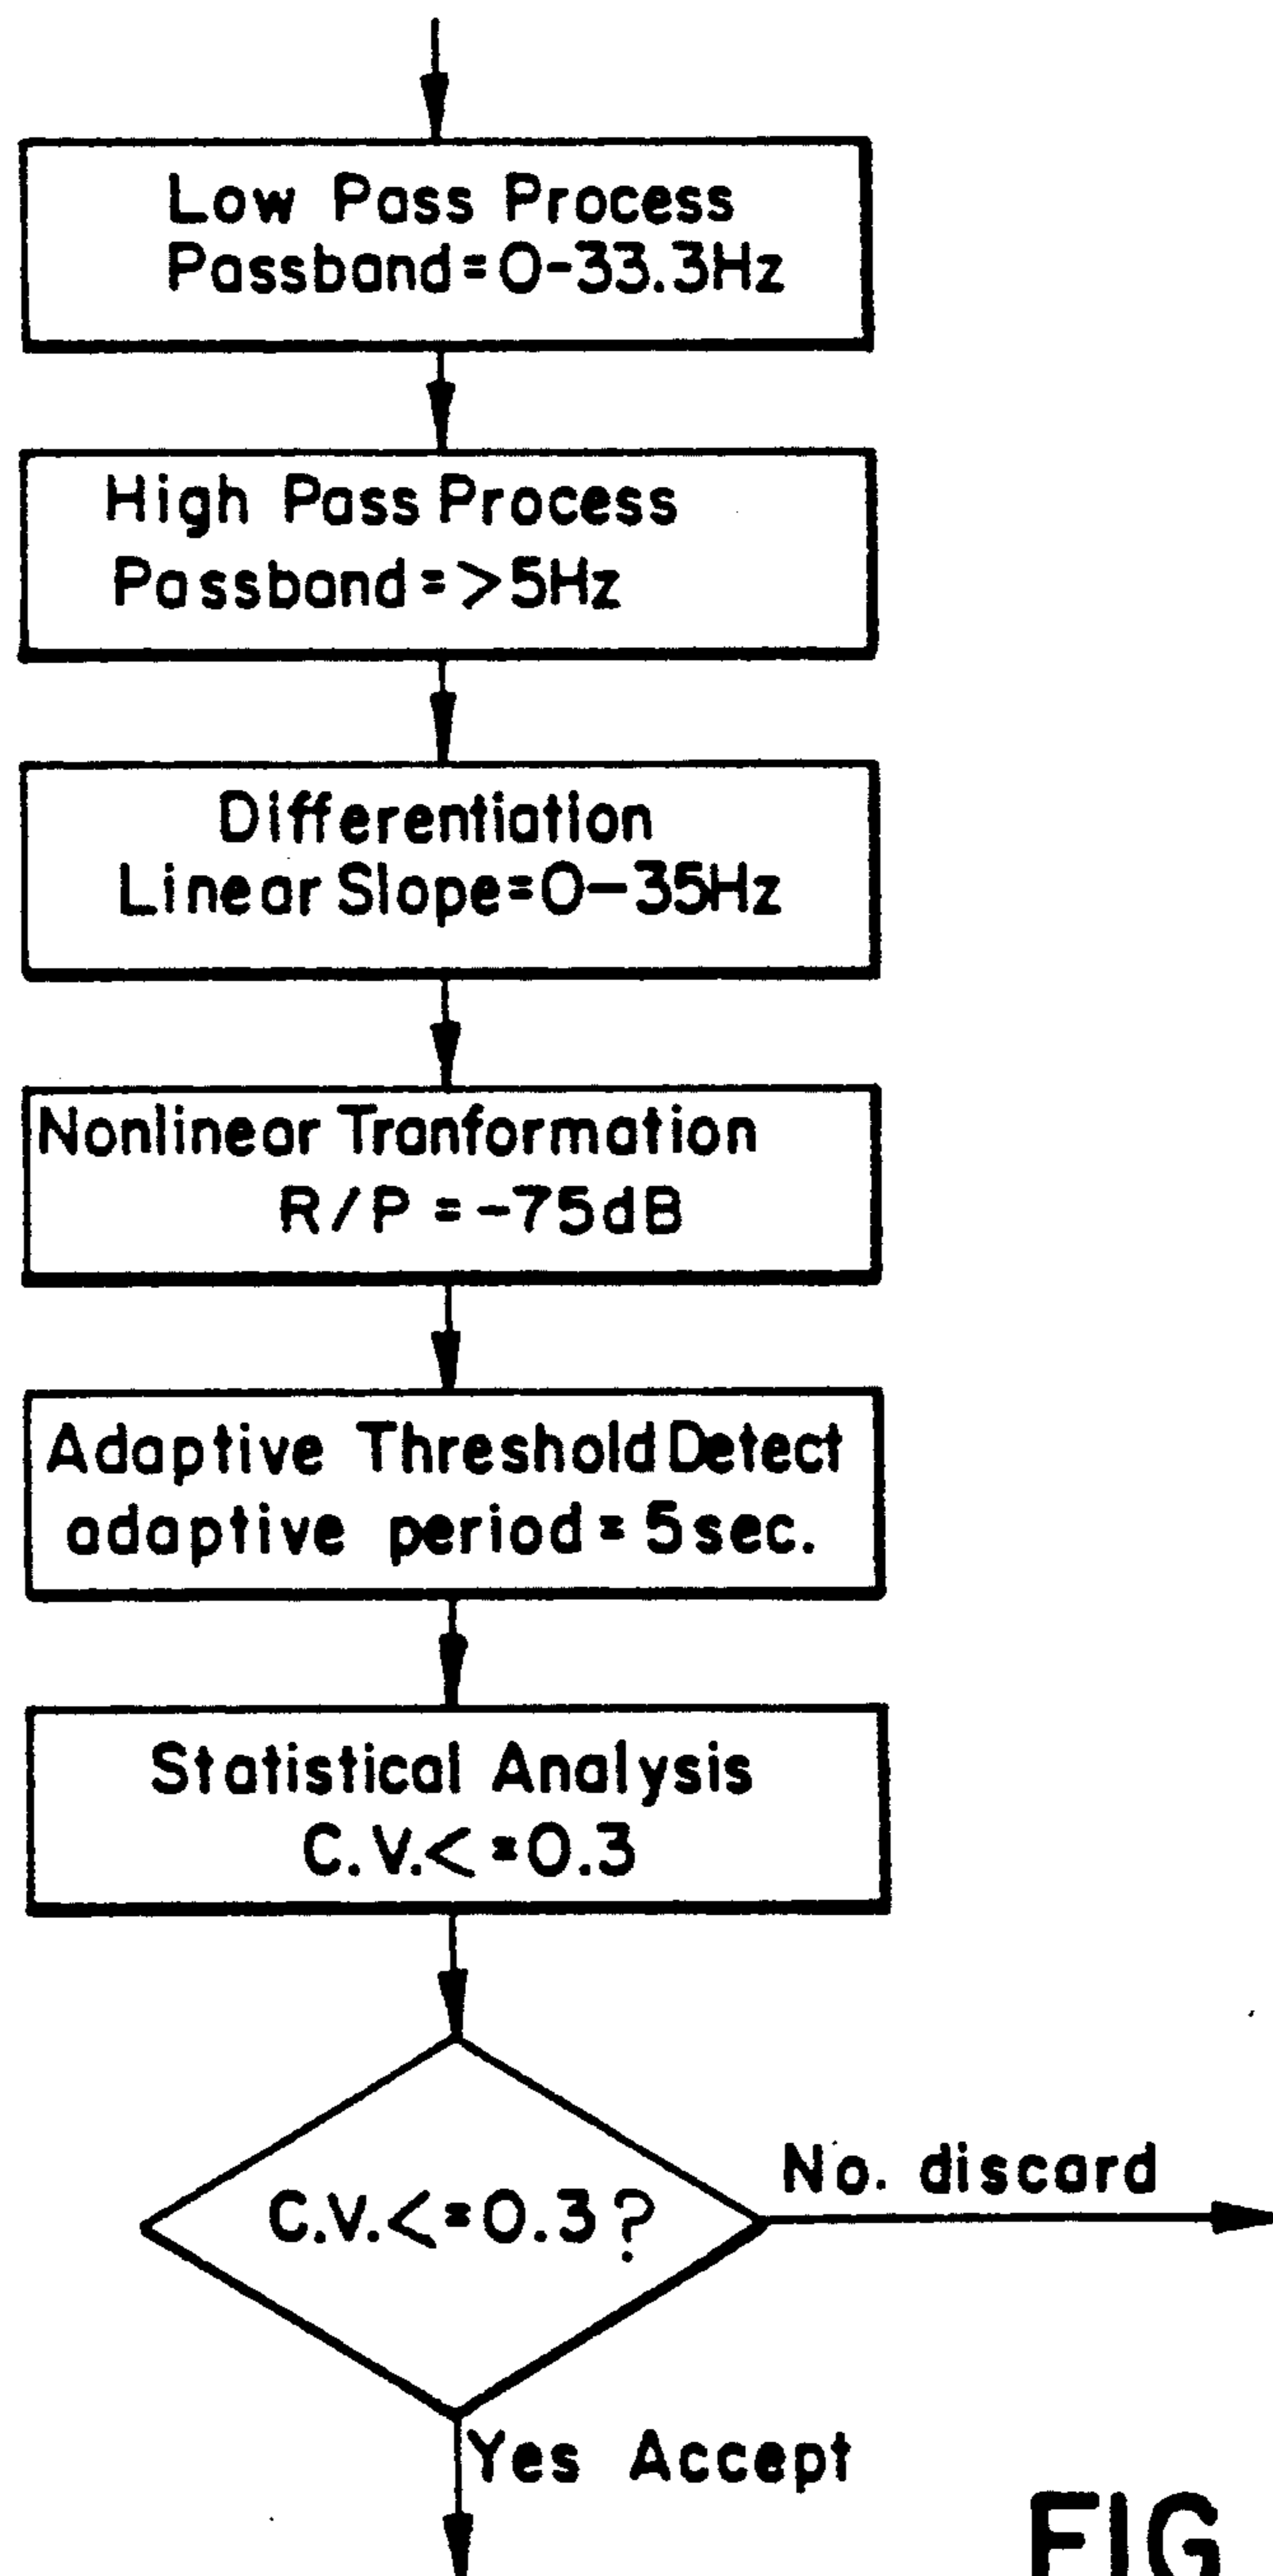 Low Pass Process
Passband=0-33.3Hz
High Pass Process
Passband=>5Hz
Differentiation
Linear Slope=0-35Hz
Nonlinear Tranformation
R/P=-75dB
Adaptive Threshold Detect
adaptive period=5sec.
Statistical Analysis
C.V.<=0.3
C.V.<=0.3?
No. discard
Yes Accept
FIG